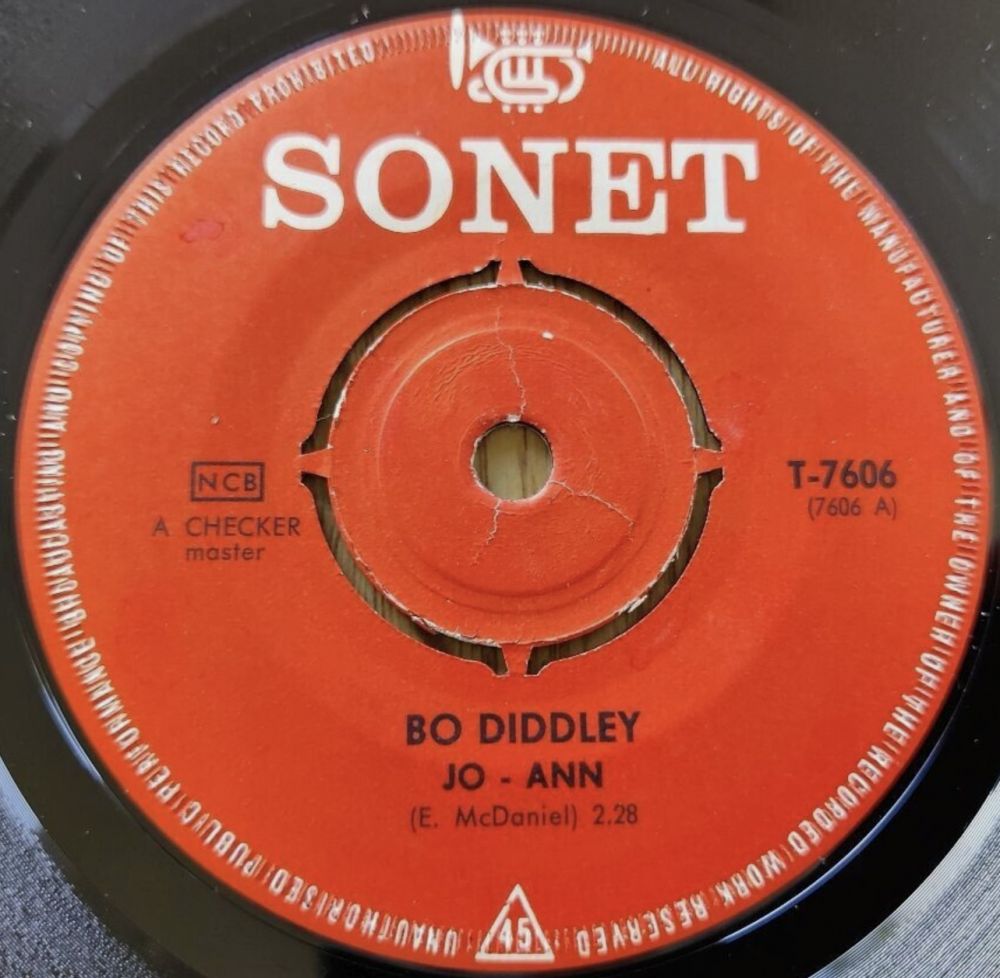 SONET
NCB
A CHECKER
master
T-7606
(7606 A)
BO DIDDLEY
JO - ANN
(E. McDaniel) 2.28
45
ALL RIGHTS OF THE MANUFACTURER AND OF THE OWNER OF THE RECORDED WORK RESERVED
UNAUTHORISED PUBLIC PERFORMANCE BROADCASTING AND COPYING OF THIS RECORD PROHIBITED